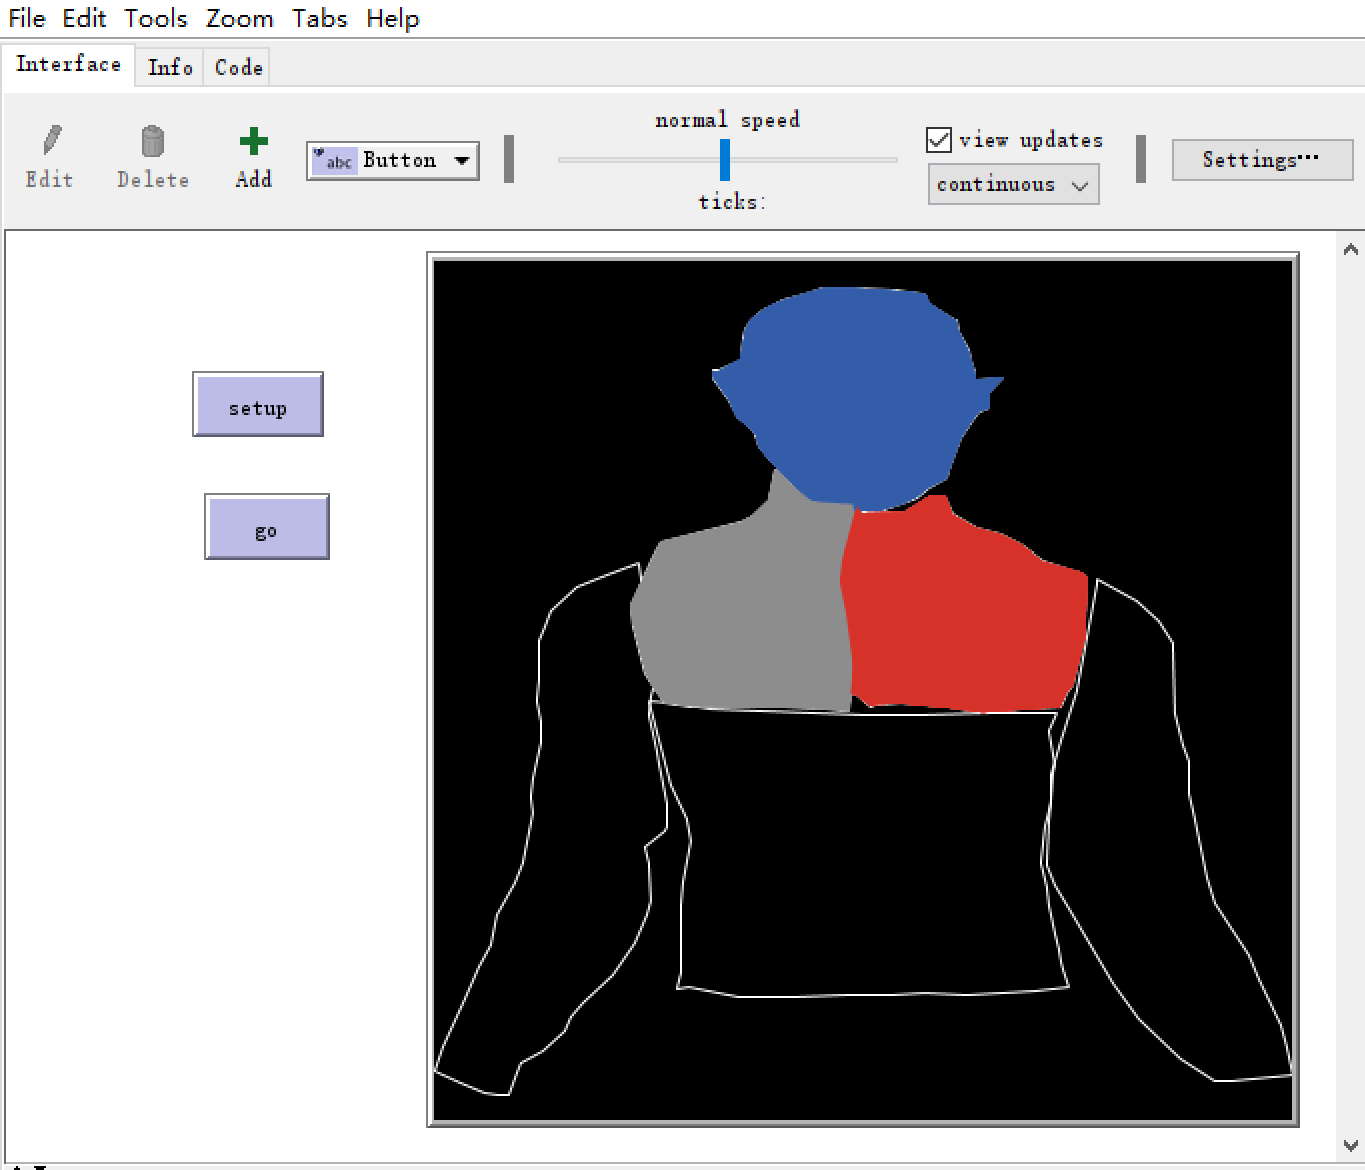 File Edit Tools Zoom Tabs Help
Interface Info Code
normal speed
Edit Delete Add abc Button
ticks:
view updates
continuous
Settings...
setup
go